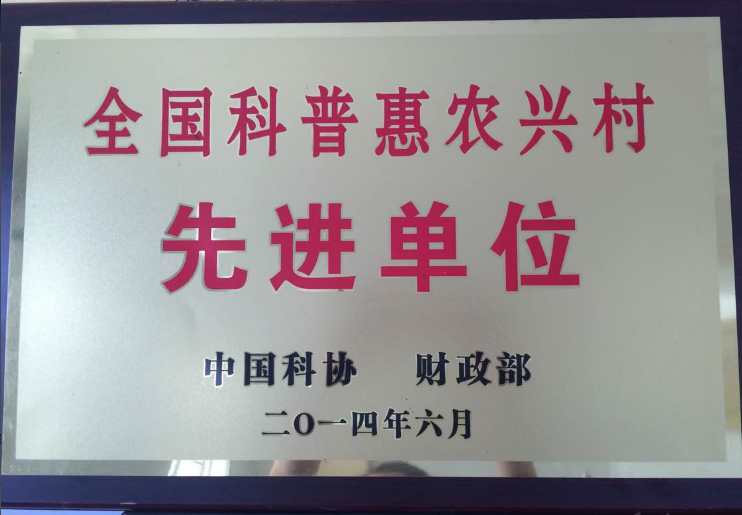 全国科普惠农兴村
先进单位
中国科协 财政部
二〇一四年六月